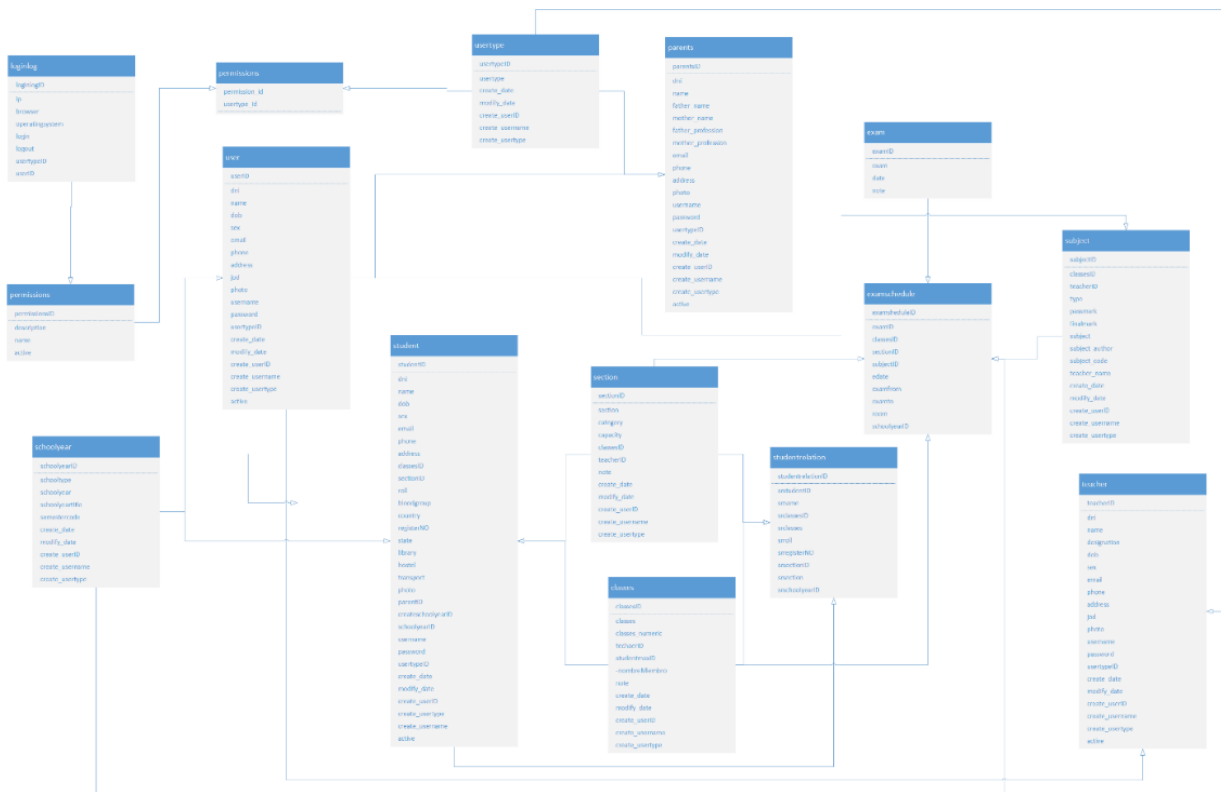 loginlog
loginlogID
ip
browser
operatingsystem
login
logout
usertypeID
userID
permissions
permission_id
usertype_id
usertype
usertypeID
usertype
create_date
modify_date
create_userID
create_username
create_usertype
parents
parentsID
dni
name
father_name
mother_name
father_profession
mother_profession
email
phone
address
photo
username
password
usertypeID
create_date
modify_date
create_userID
create_username
create_usertype
active
exam
examID
exam
date
note
user
userID
dni
name
dob
sex
email
phone
address
jod
photo
username
password
usertypeID
create_date
modify_date
create_userID
create_username
create_usertype
active
subject
subjectID
classesID
teacherID
type
passmark
finalmark
subject
subject_author
subject_code
teacher_name
create_date
modify_date
create_userID
create_username
create_usertype
permissions
description
name
active
examschedule
examscheduleID
examID
classesID
sectionID
subjectID
edate
examfrom
examto
room
schoolyearID
student
studentID
dni
name
dob
sex
email
phone
address
classesID
sectionID
roll
bloodgroup
country
registerNO
state
library
hostel
transport
photo
parentID
createschoolyearID
schoolyearID
username
password
usertypeID
create_date
modify_date
create_userID
create_usertype
create_username
active
section
sectionID
section
category
capacity
classesID
teacherID
note
create_date
modify_date
create_userID
create_username
create_usertype
schoolyear
schoolyearID
schooltype
schoolyear
schoolyeartitle
semestercode
create_date
modify_date
create_userID
create_username
create_usertype
studentrelation
studentrelationID
srstudentID
srname
srclassesID
srclasses
srroll
srregisterNO
srsectionID
srsection
srschoolyearID
teacher
teacherID
dni
name
designation
dob
sex
email
phone
address
jod
photo
username
password
usertypeID
create_date
modify_date
create_userID
create_username
create_usertype
active
classes
classesID
classes
classes_numeric
teacherID
studentmaxID
note
create_date
modify_date
create_userID
create_username
create_usertype